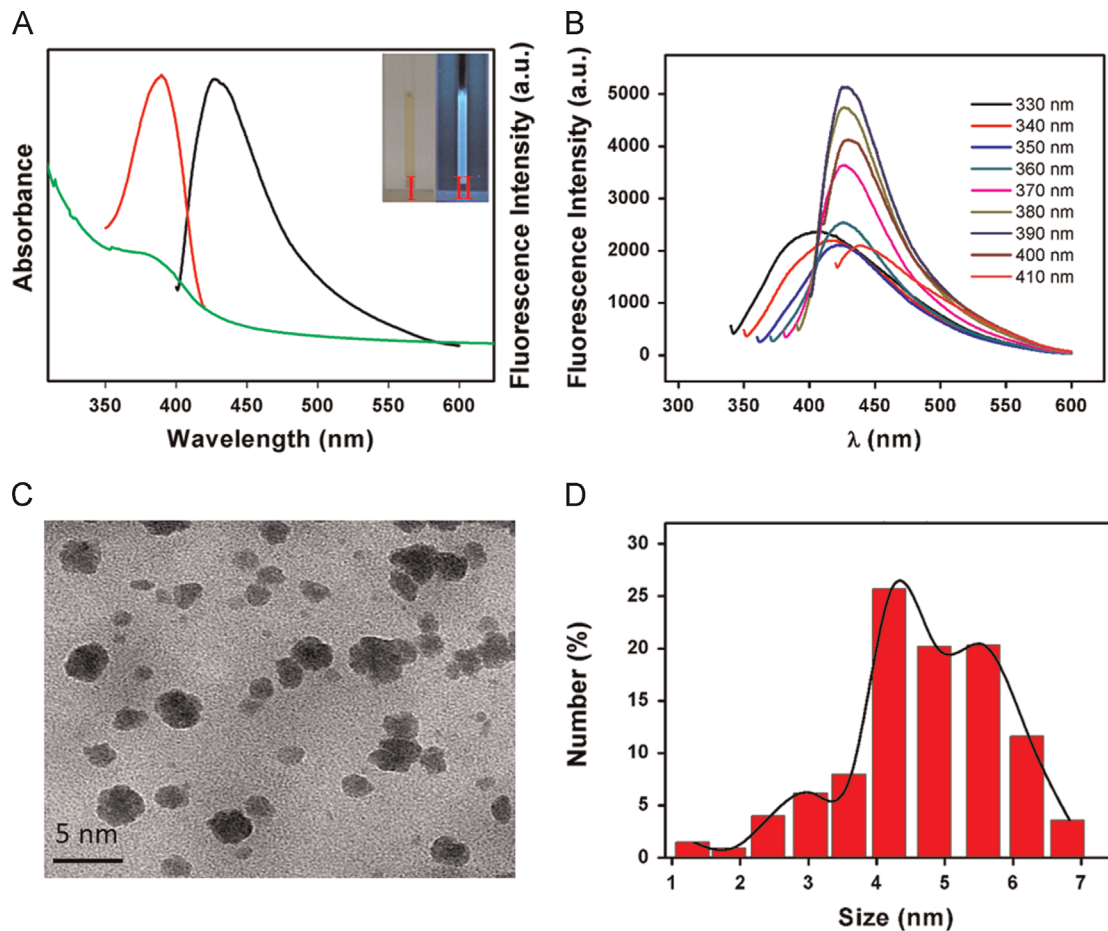 A
Absorbance
Fluorescence Intensity (a.u.)
I
II
350 400 450 500 550 600
Wavelength (nm)
B
Fluorescence Intensity (a.u.)
5000
4000
3000
2000
1000
0
330 nm
340 nm
350 nm
360 nm
370 nm
380 nm
390 nm
400 nm
410 nm
300 350 400 450 500 550 600
λ (nm)
C
5 nm
D
Number (%)
30
25
20
15
10
5
0
1 2 3 4 5 6 7
Size (nm)